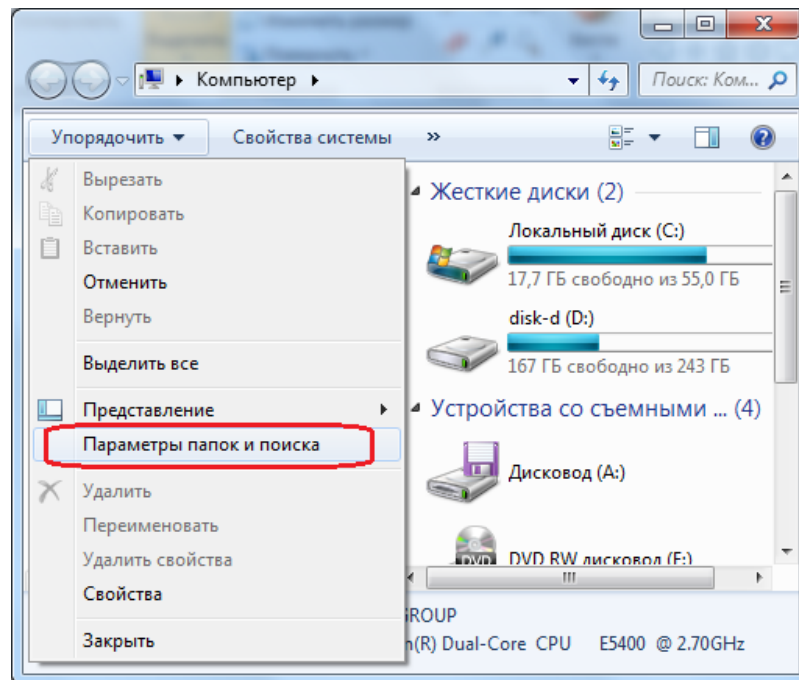 Компьютер
Поиск: Ком...
Упорядочить
Свойства системы
»
Вырезать
Копировать
Вставить
Отменить
Вернуть
Выделить все
Представление
Параметры папок и поиска
Удалить
Переименовать
Удалить свойства
Свойства
Закрыть
Жесткие диски (2)
Локальный диск (C:)
17,7 ГБ свободно из 55,0 ГБ
disk-d (D:)
167 ГБ свободно из 243 ГБ
Устройства со съемными ... (4)
Дисковод (A:)
DVD
DVD RW дисковод (E:)
GROUP
(R) Dual-Core CPU E5400 @ 2.70GHz